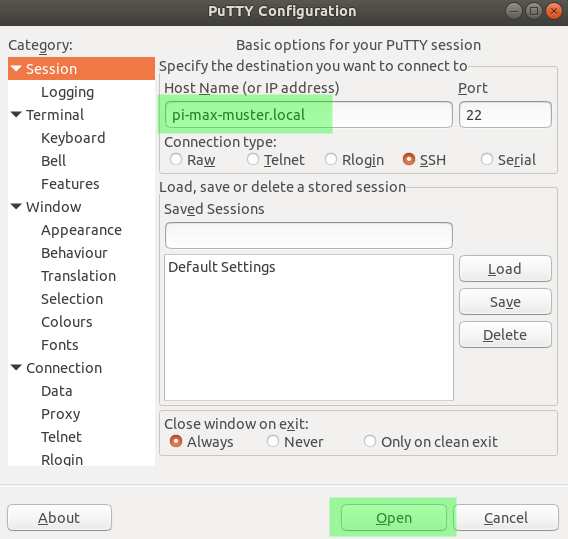 PuTTY Configuration
Category:
Session
Logging
Terminal
Keyboard
Bell
Features
Window
Appearance
Behaviour
Translation
Selection
Colours
Fonts
Connection
Data
Proxy
Telnet
Rlogin
Basic options for your PuTTY session
Specify the destination you want to connect to
Host Name (or IP address) Port
pi-max-muster.local 22
Connection type:
Raw Telnet Rlogin SSH Serial
Load, save or delete a stored session
Saved Sessions
Default Settings
Load
Save
Delete
Close window on exit:
Always Never Only on clean exit
About Open Cancel